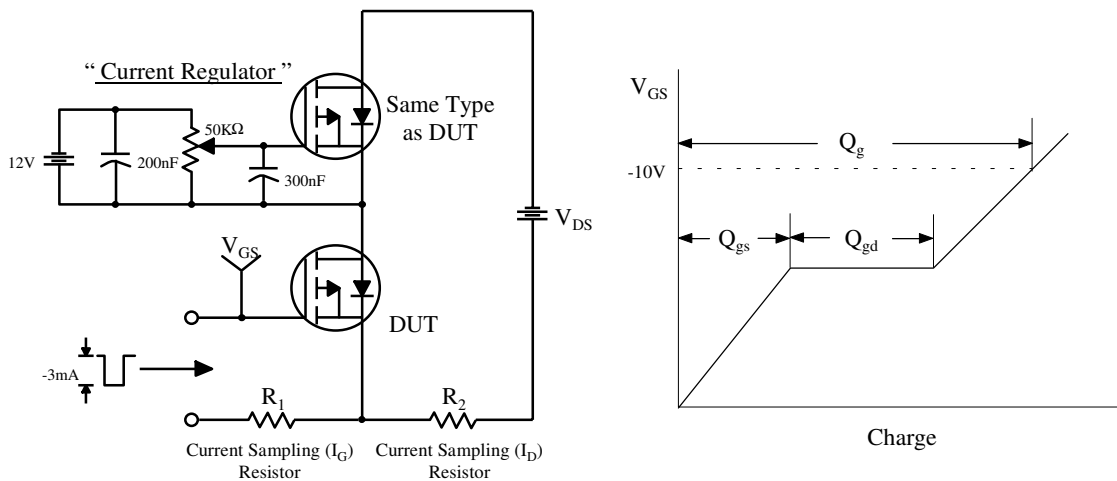 “ Current Regulator ”
Same Type
as DUT
50KΩ
12V
200nF
300nF
V_GS
V_DS
DUT
-3mA
R_1
R_2
Current Sampling (I_G)
Resistor
Current Sampling (I_D)
Resistor
V_GS
-10V
Q_g
Q_gs
Q_gd
Charge